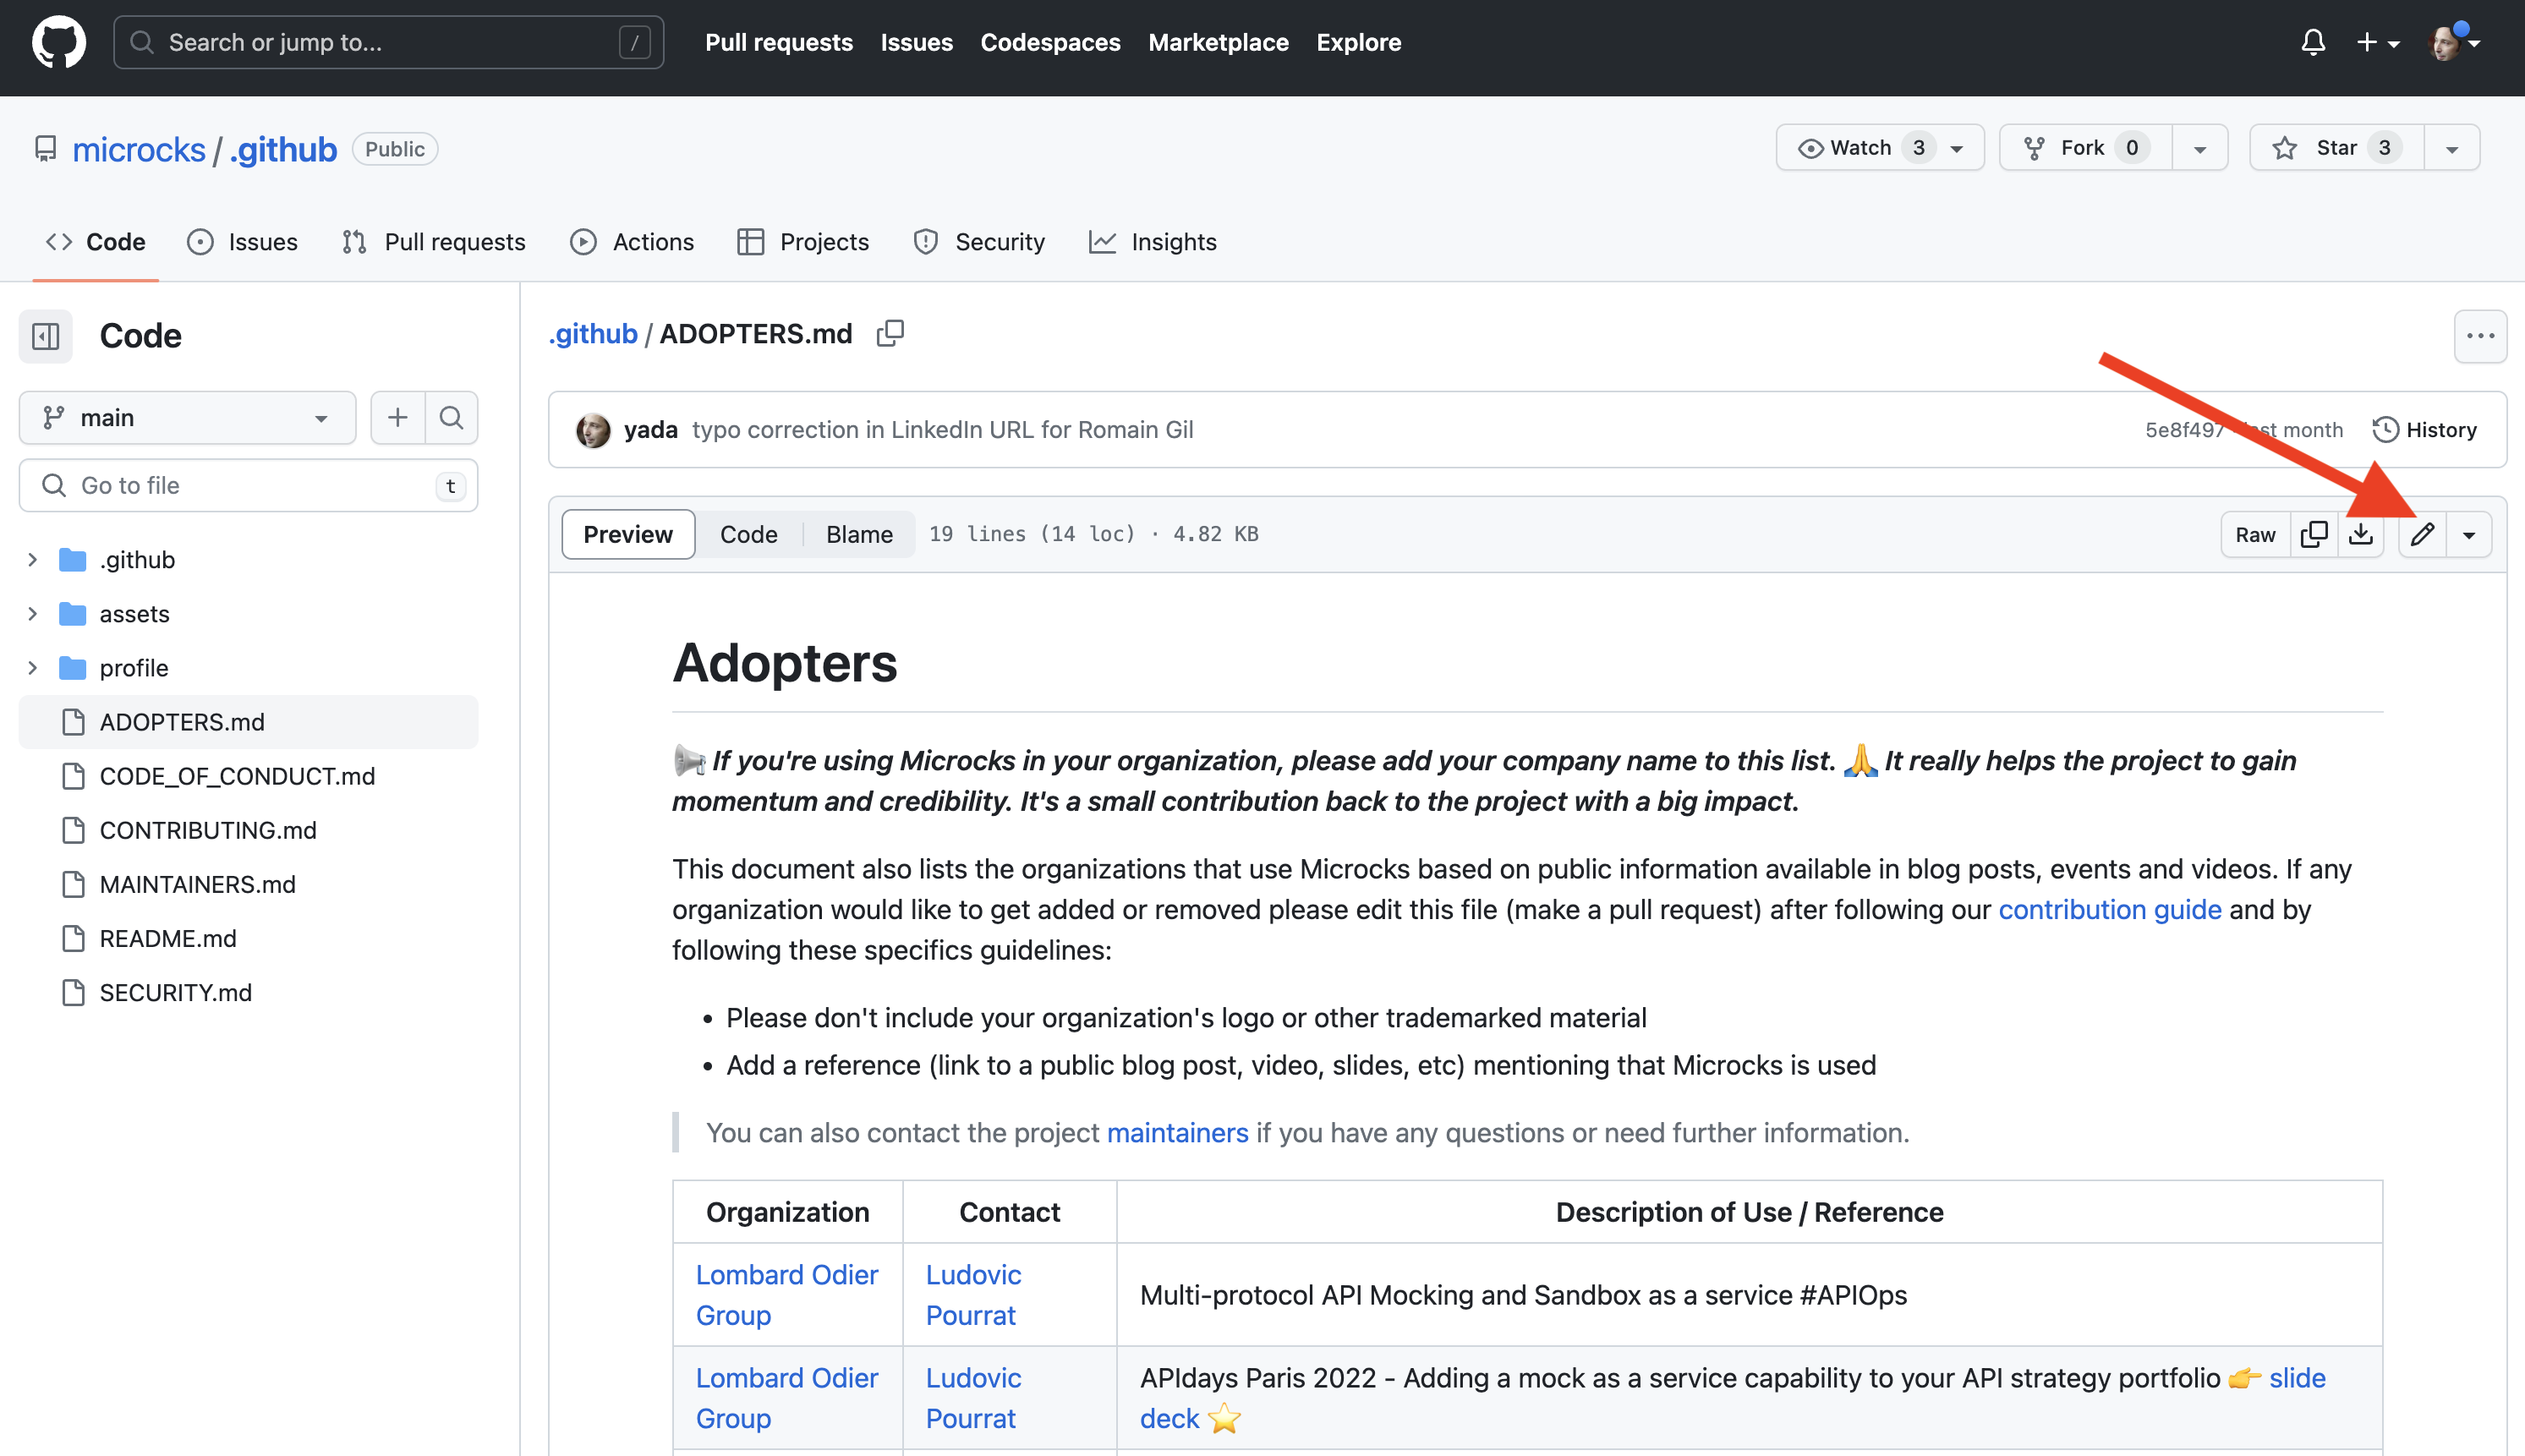 Search or jump to... /
Pull requests Issues Codespaces Marketplace Explore
microcks / .github Public
Watch 3 Fork 0 Star 3
Code Issues Pull requests Actions Projects Security Insights
Code
main
Go to file t
.github
assets
profile
ADOPTERS.md
CODE_OF_CONDUCT.md
CONTRIBUTING.md
MAINTAINERS.md
README.md
SECURITY.md
.github / ADOPTERS.md
yada typo correction in LinkedIn URL for Romain Gil
5e8f497 month History
Preview Code Blame 19 lines (14 loc) · 4.82 KB
Raw
Adopters
📢 If you're using Microcks in your organization, please add your company name to this list. 🙏 It really helps the project to gain
momentum and credibility. It's a small contribution back to the project with a big impact.
This document also lists the organizations that use Microcks based on public information available in blog posts, events and videos. If any
organization would like to get added or removed please edit this file (make a pull request) after following our contribution guide and by
following these specifics guidelines:
• Please don't include your organization's logo or other trademarked material
• Add a reference (link to a public blog post, video, slides, etc) mentioning that Microcks is used
You can also contact the project maintainers if you have any questions or need further information.
Organization Contact Description of Use / Reference
Lombard Odier Group Ludovic Pourrat Multi-protocol API Mocking and Sandbox as a service #APIOps
Lombard Odier Group Ludovic Pourrat APIdays Paris 2022 - Adding a mock as a service capability to your API strategy portfolio 👉 slide
deck ⭐